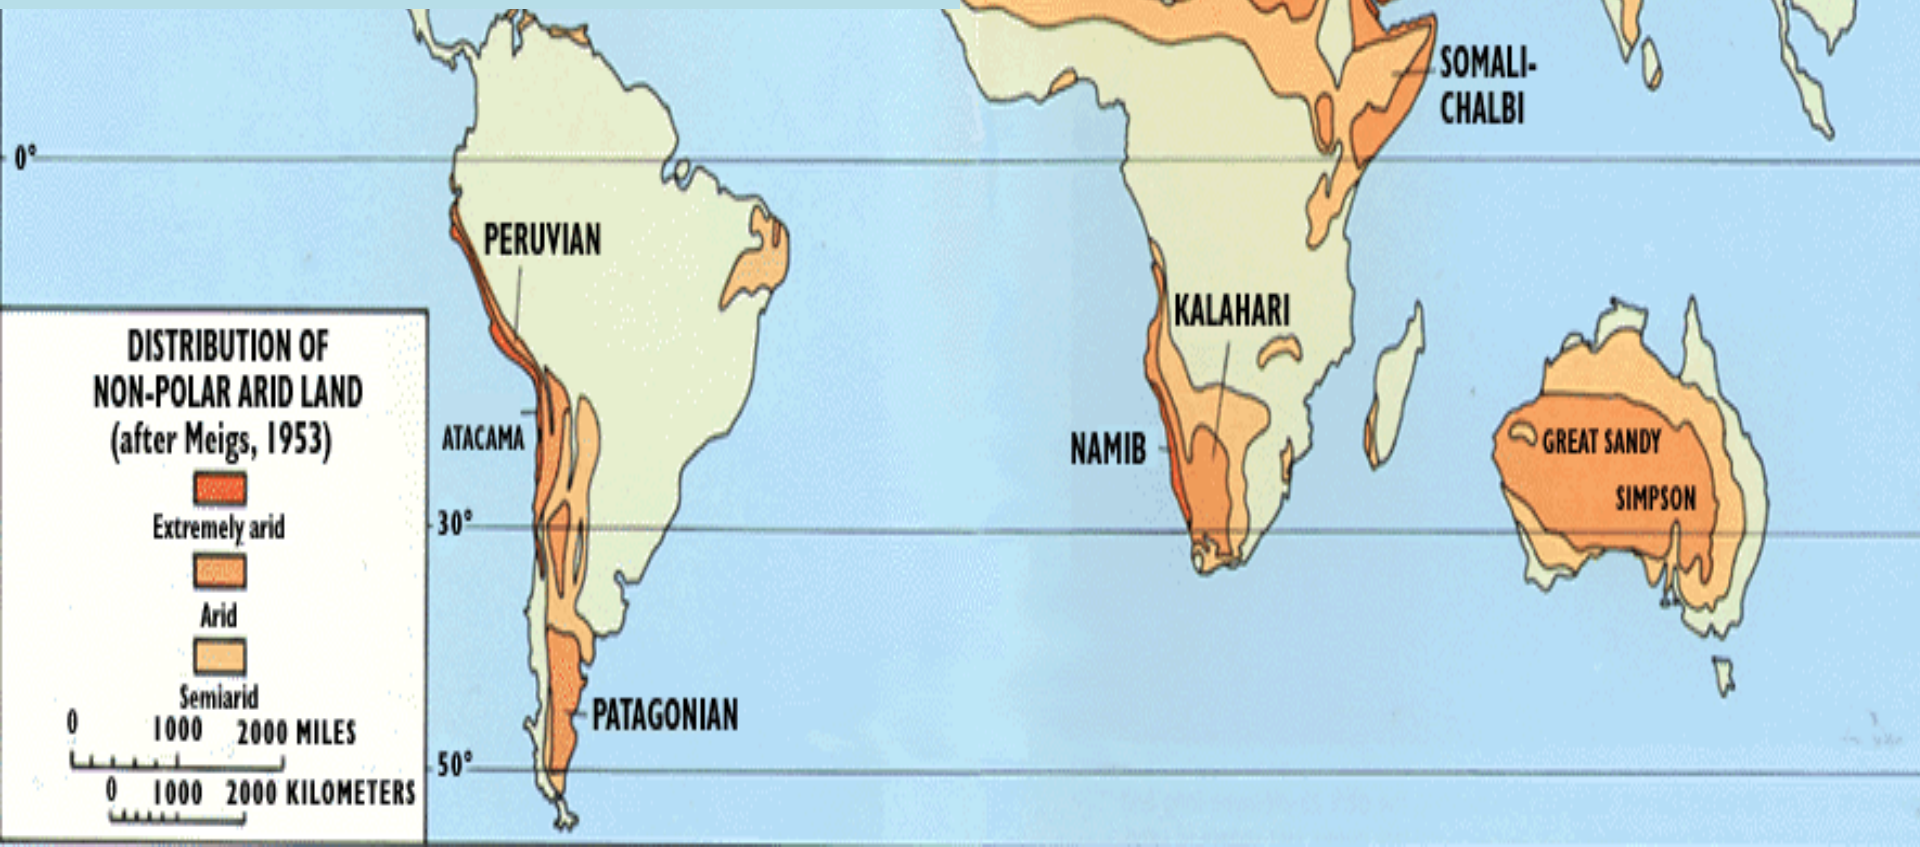 SOMALI-
CHALBI
0°
PERUVIAN
KALAHARI
ATACAMA
NAMIB
GREAT SANDY
SIMPSON
30°
PATAGONIAN
50°
DISTRIBUTION OF
NON-POLAR ARID LAND
(after Meigs, 1953)
Extremely arid
Arid
Semiarid
0 1000 2000 MILES
0 1000 2000 KILOMETERS